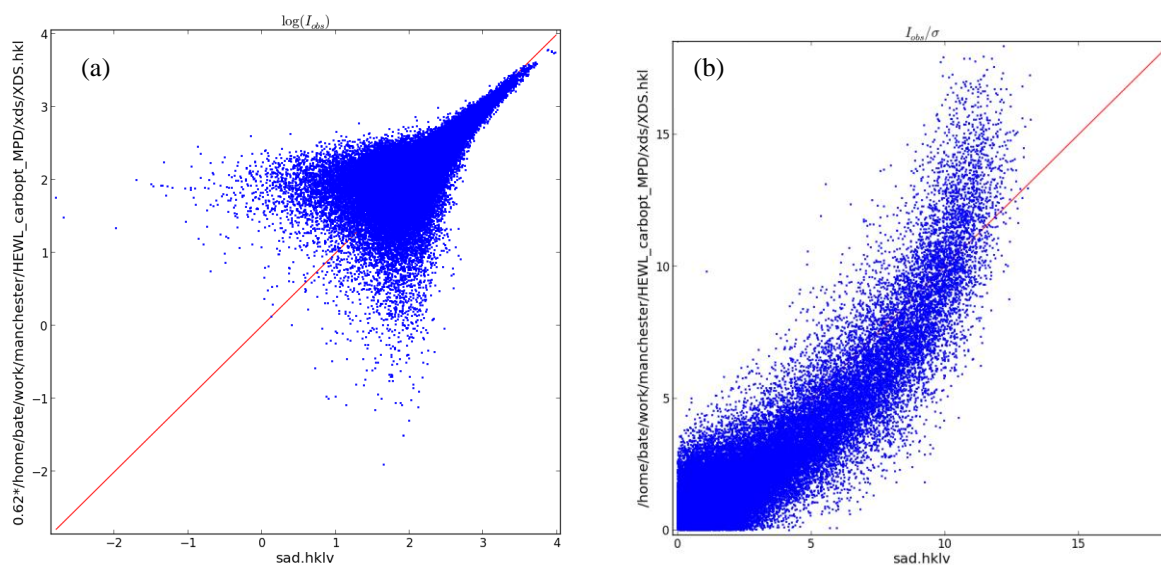 log(I_obs)
(a)
4
3
2
1
0
−1
−2
0.62*/home/bate/work/manchester/HEWL_carbopt_MPD/xds/XDS.hkl
−2 −1 0 1 2 3 4
sad.hklv
I_obs/σ
(b)
15
10
5
0
/home/bate/work/manchester/HEWL_carbopt_MPD/xds/XDS.hkl
0 5 10 15
sad.hklv